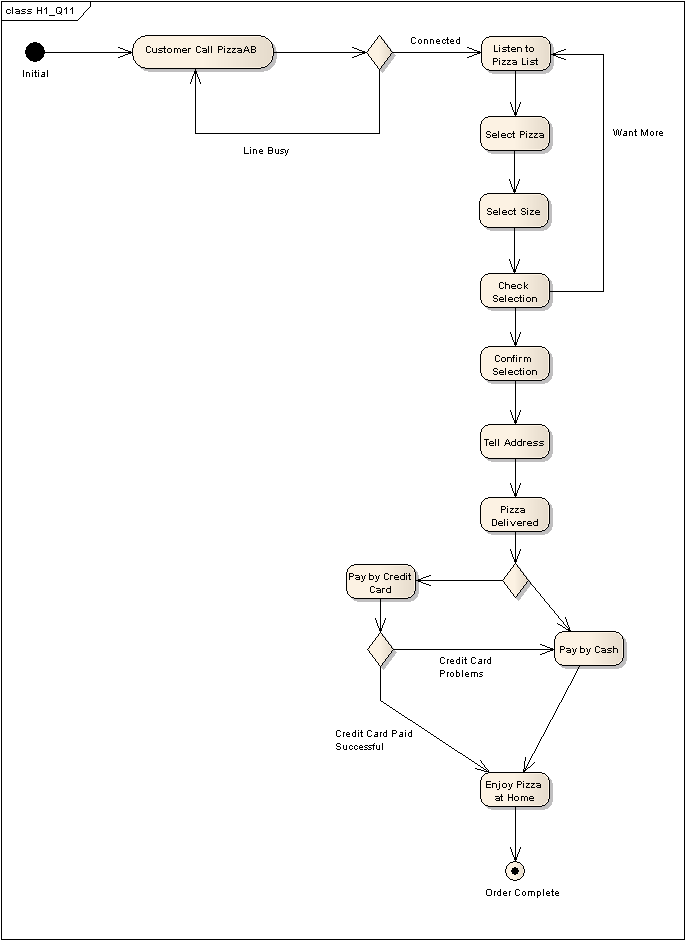 class H1_Q11
Customer Call PizzaAB
Connected
Listen to
Pizza List
Initial
Line Busy
Select Pizza
Want More
Select Size
Check
Selection
Confirm
Selection
Tell Address
Pizza
Delivered
Pay by Credit
Card
Pay by Cash
Credit Card
Problems
Credit Card Paid
Successful
Enjoy Pizza
at Home
Order Complete